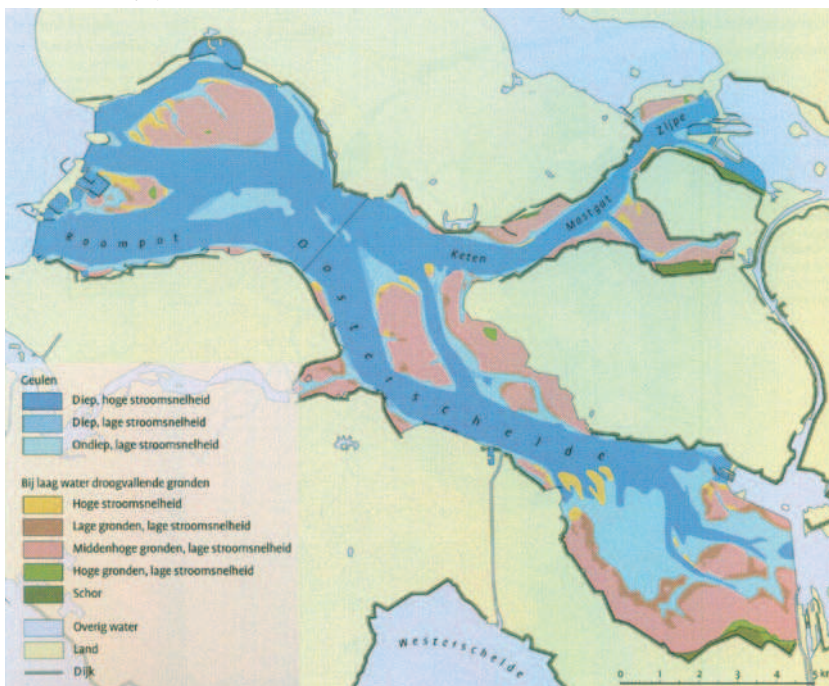 Zijpe
Mastgat
Keten
Roompot
Oosterschelde
Geulen
Diep, hoge stroomsnelheid
Diep, lage stroomsnelheid
Ondiep, lage stroomsnelheid
Bij laag water droogvallende gronden
Hoge stroomsnelheid
Lage gronden, lage stroomsnelheid
Middenhoge gronden, lage stroomsnelheid
Hoge gronden, lage stroomsnelheid
Schor
Overig water
Land
Dijk
Westerschelde
0 1 2 3 4 5 km